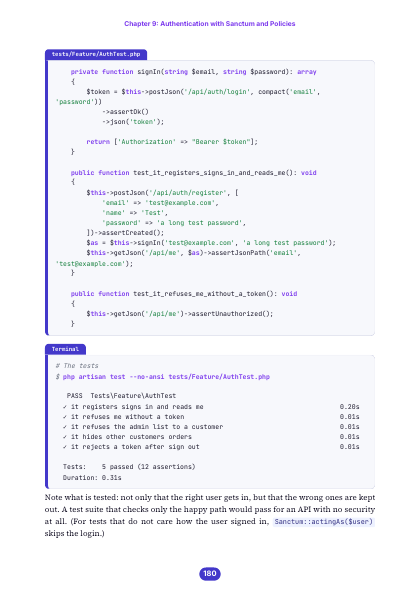 Chapter 9: Authentication with Sanctum and Policies
tests/Feature/AuthTest.php
    private function signIn(string $email, string $password): array
    {
        $token = $this->postJson('/api/auth/login', compact('email',
'password'))
            ->assertOk()
            ->json('token');

        return ['Authorization' => "Bearer $token"];
    }

    public function test_it_registers_signs_in_and_reads_me(): void
    {
        $this->postJson('/api/auth/register', [
            'email' => 'test@example.com',
            'name' => 'Test',
            'password' => 'a long test password',
        ])->assertCreated();
        $as = $this->signIn('test@example.com', 'a long test password');
        $this->getJson('/api/me', $as)->assertJsonPath('email',
'test@example.com');
    }

    public function test_it_refuses_me_without_a_token(): void
    {
        $this->getJson('/api/me')->assertUnauthorized();
    }
Terminal
# The tests
$ php artisan test --no-ansi tests/Feature/AuthTest.php

   PASS  Tests\Feature\AuthTest
  ✓ it registers signs in and reads me 0.20s
  ✓ it refuses me without a token 0.01s
  ✓ it refuses the admin list to a customer 0.01s
  ✓ it hides other customers orders 0.01s
  ✓ it rejects a token after sign out 0.01s

  Tests:    5 passed (12 assertions)
  Duration: 0.31s
Note what is tested: not only that the right user gets in, but that the wrong ones are kept
out. A test suite that checks only the happy path would pass for an API with no security
at all. (For tests that do not care how the user signed in, Sanctum::actingAs($user)
skips the login.)
180